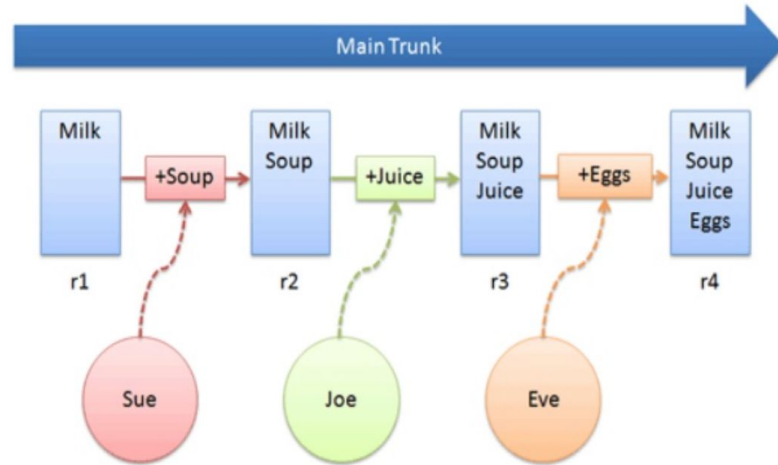 Main Trunk
Milk
+Soup
Milk
Soup
+Juice
Milk
Soup
Juice
+Eggs
Milk
Soup
Juice
Eggs
r1
r2
r3
r4
Sue
Joe
Eve